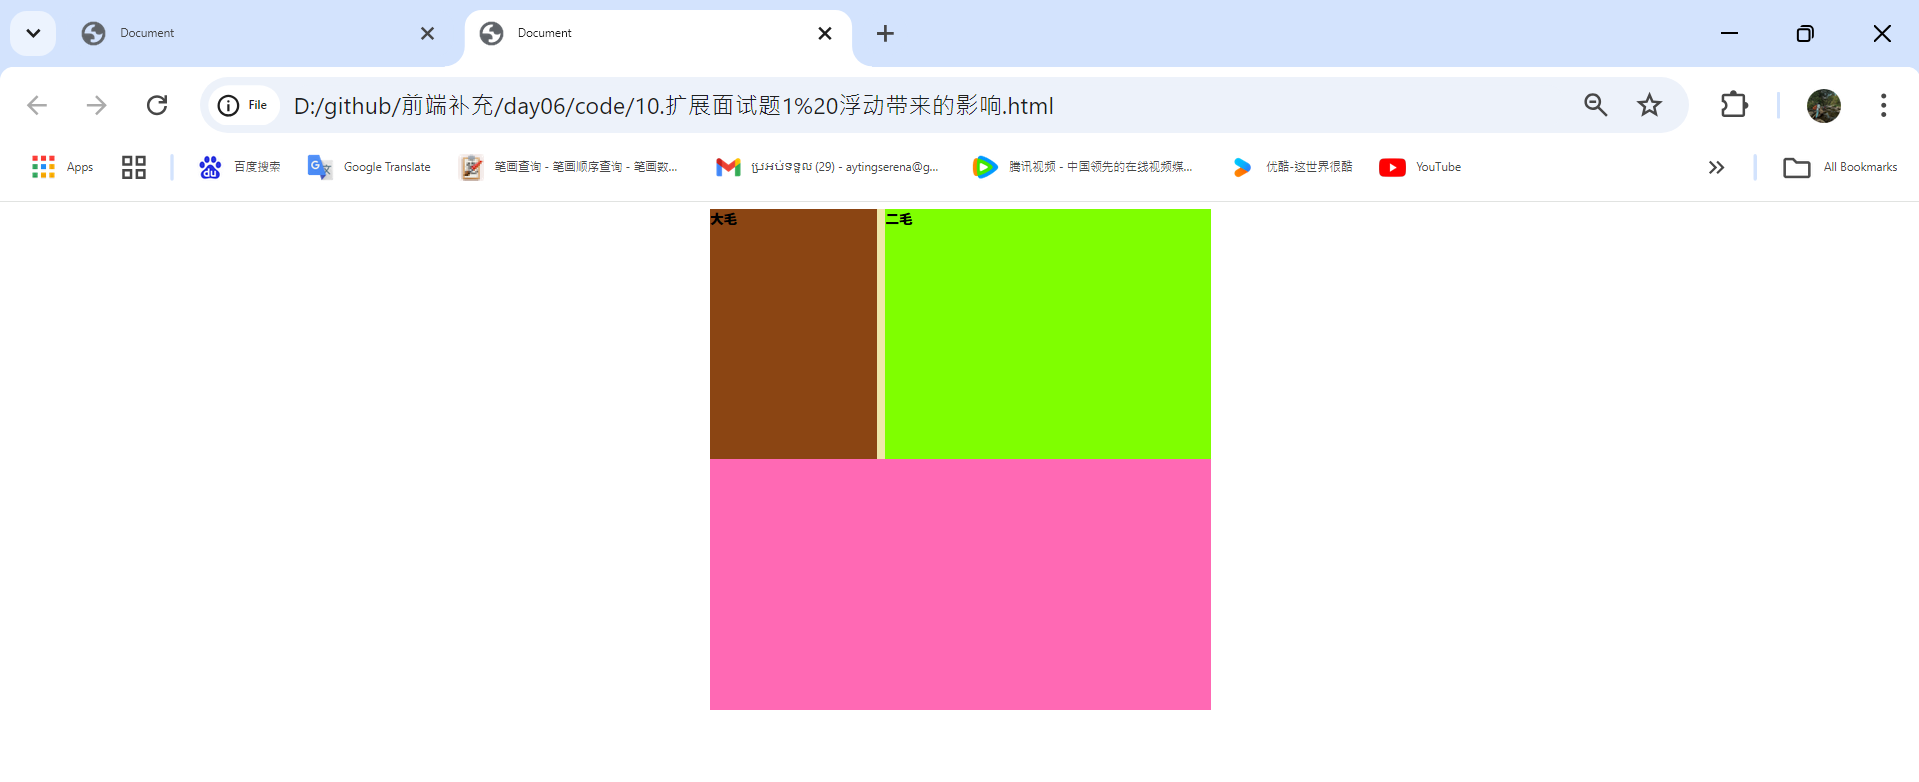 Document
Document
File
D:/github/前端补充/day06/code/10.扩展面试题1%20浮动带来的影响.html
Apps
百度搜索
Google Translate
笔画查询 - 笔画顺序查询 - 笔画数...
ប្រអប់ទទួល (29) - aytingserena@g...
腾讯视频 - 中国领先的在线视频媒...
优酷-这世界很酷
YouTube
All Bookmarks
大毛
二毛